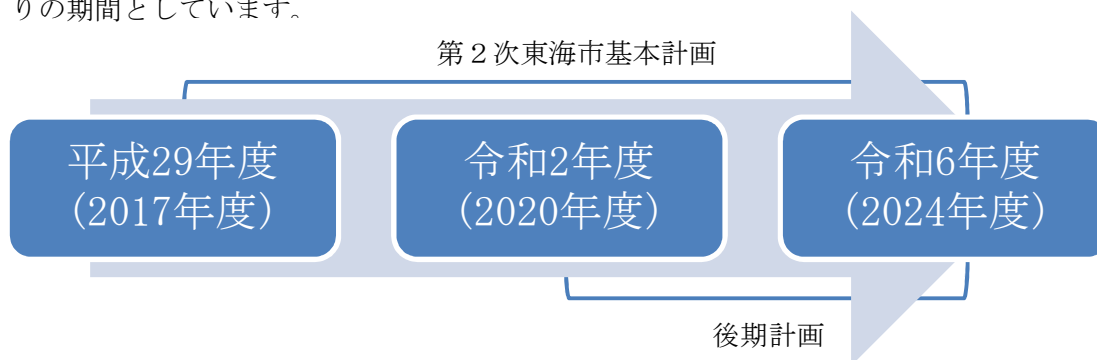 りの期間としています。
第２次東海市基本計画
平成29年度
(2017年度)
令和2年度
(2020年度)
令和6年度
(2024年度)
後期計画